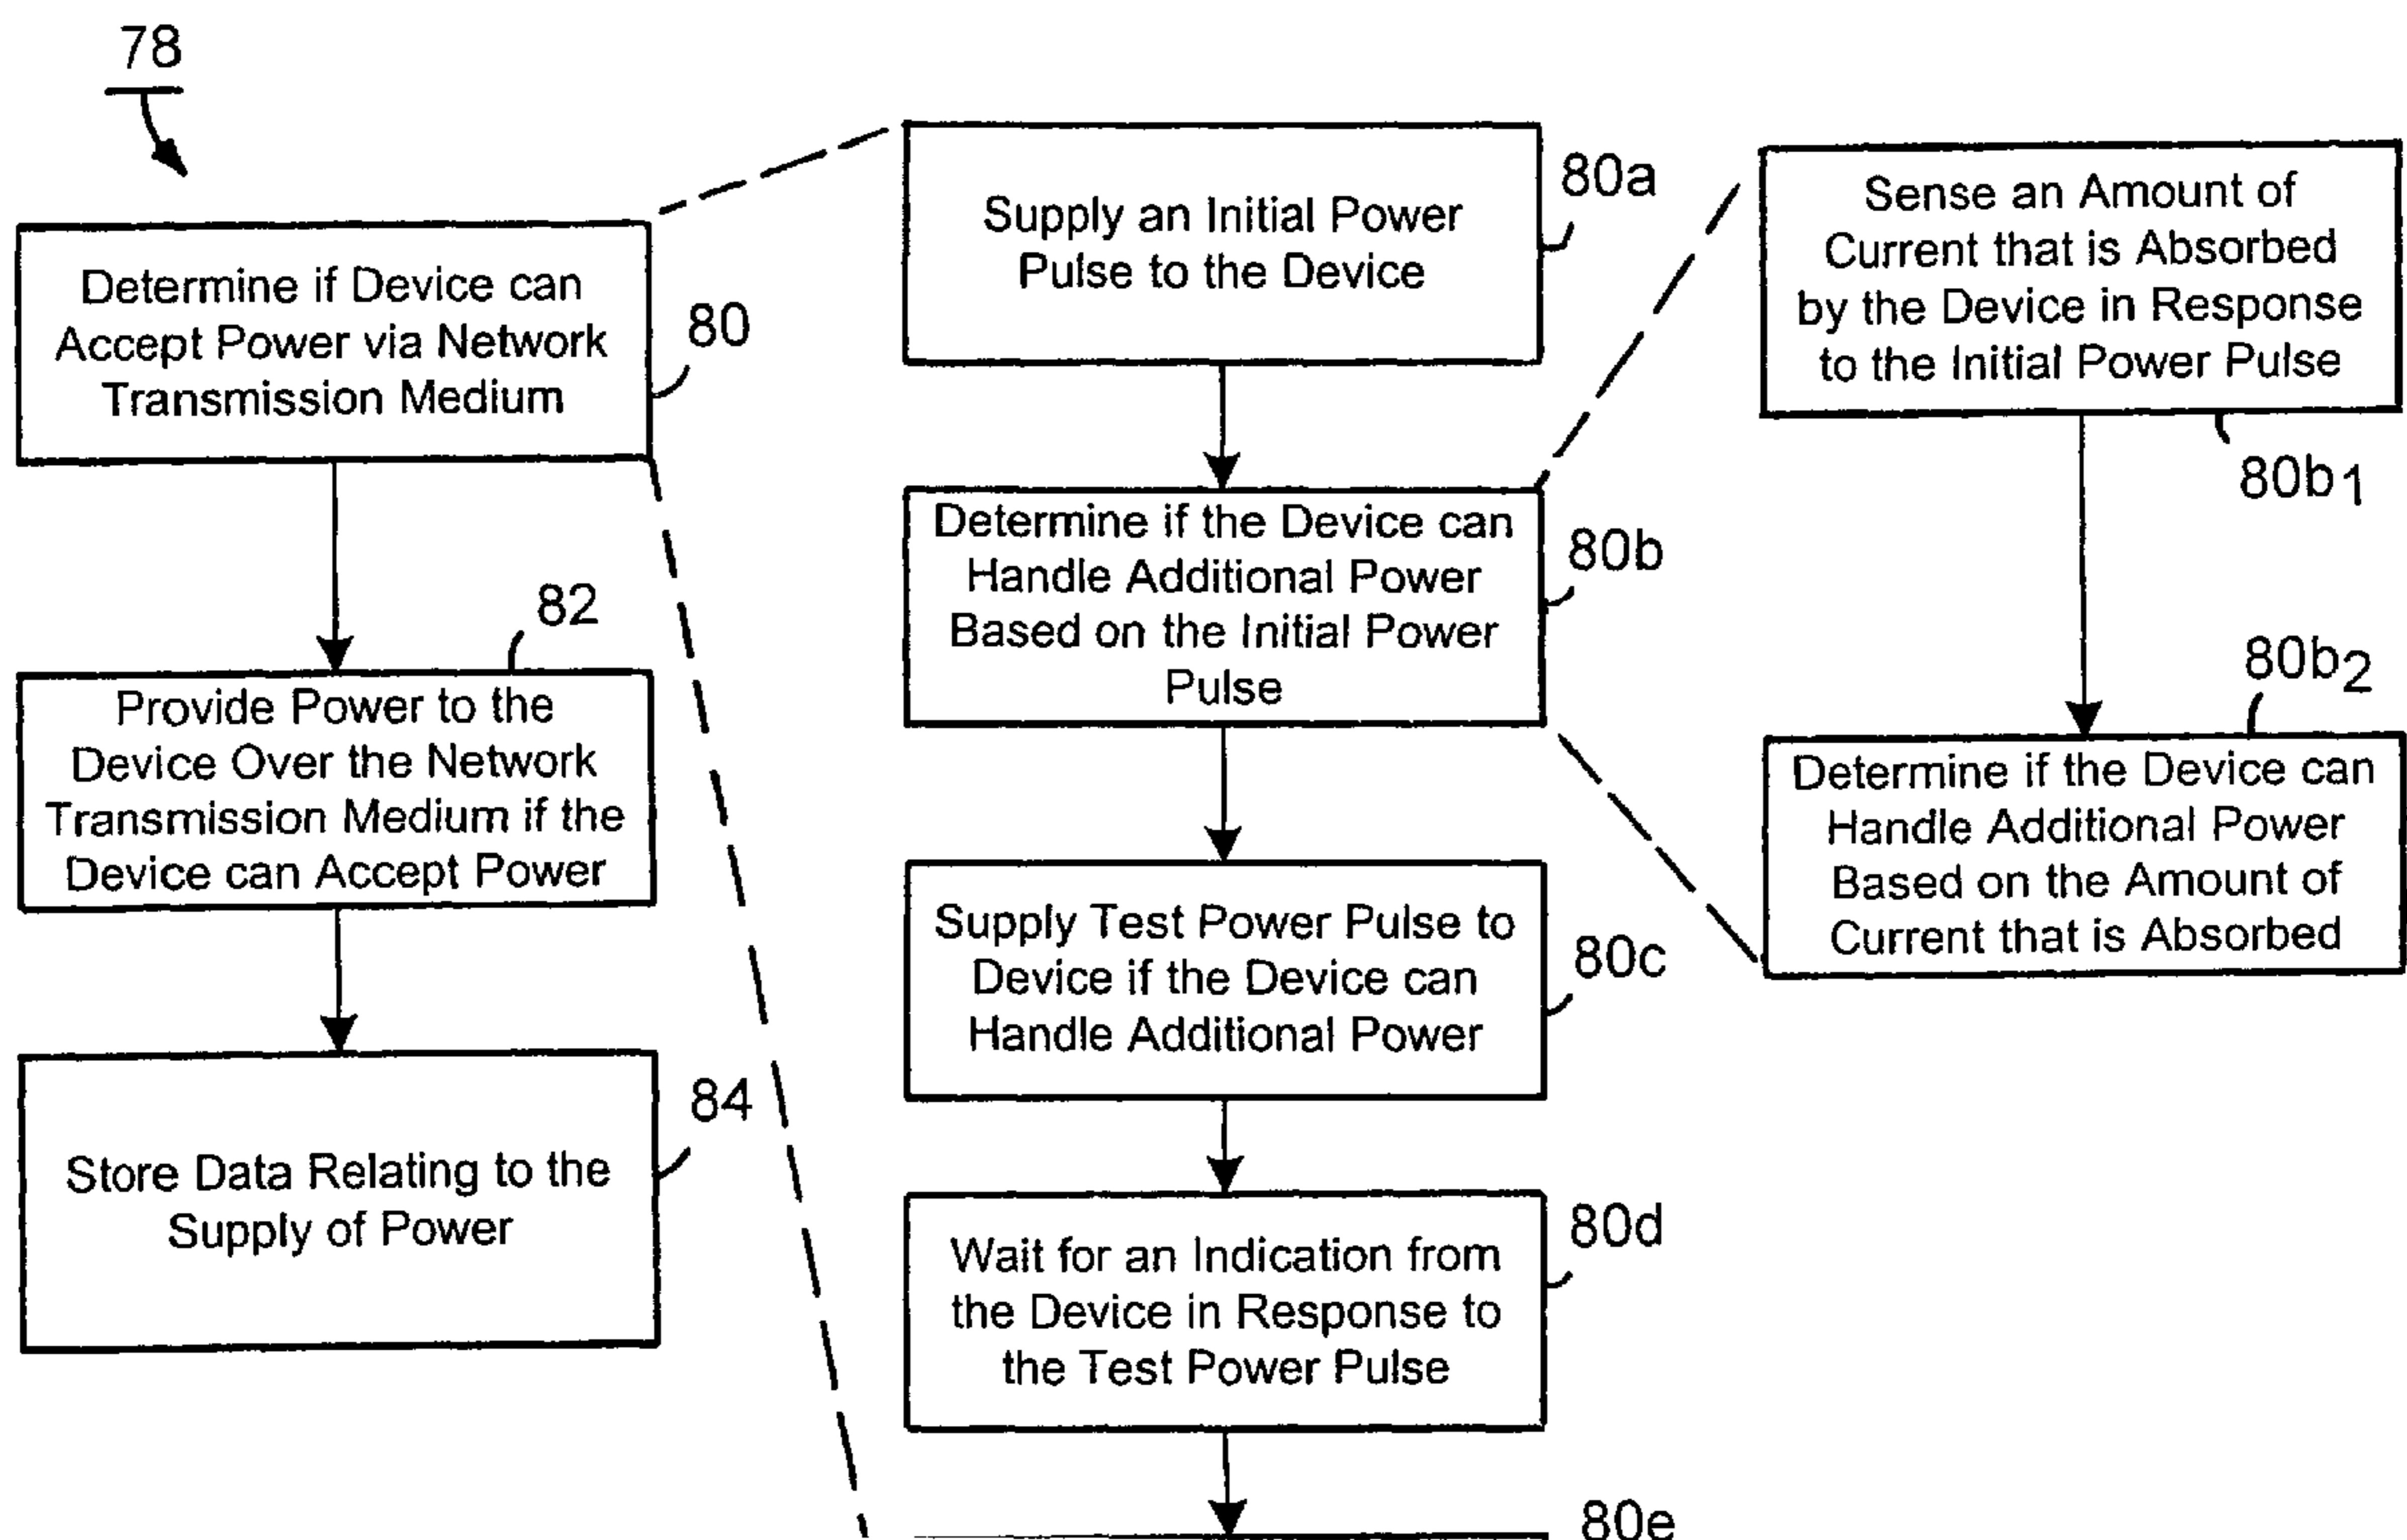 78
Determine if Device can
Accept Power via Network
Transmission Medium
80
82
Provide Power to the
Device Over the Network
Transmission Medium if the
Device can Accept Power
84
Store Data Relating to the
Supply of Power
Supply an Initial Power
Pulse to the Device
80a
Determine if the Device can
Handle Additional Power
Based on the Initial Power
Pulse
80b
Supply Test Power Pulse to
Device if the Device can
Handle Additional Power
80c
Wait for an Indication from
the Device in Response to
the Test Power Pulse
80d
80e
Sense an Amount of
Current that is Absorbed
by the Device in Response
to the Initial Power Pulse
80b1
80b2
Determine if the Device can
Handle Additional Power
Based on the Amount of
Current that is Absorbed